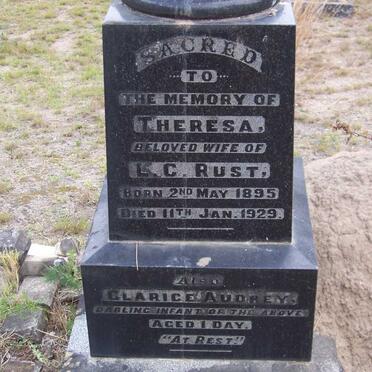 SACRED
TO
THE MEMORY OF
THERESA,
BELOVED WIFE OF
L.C. RUST,
BORN 2ND MAY 1895
DIED 11TH JAN. 1929.
ALSO
CLARICE AUDREY,
DARLING INFANT OF THE ABOVE
AGED 1 DAY.
"AT REST."